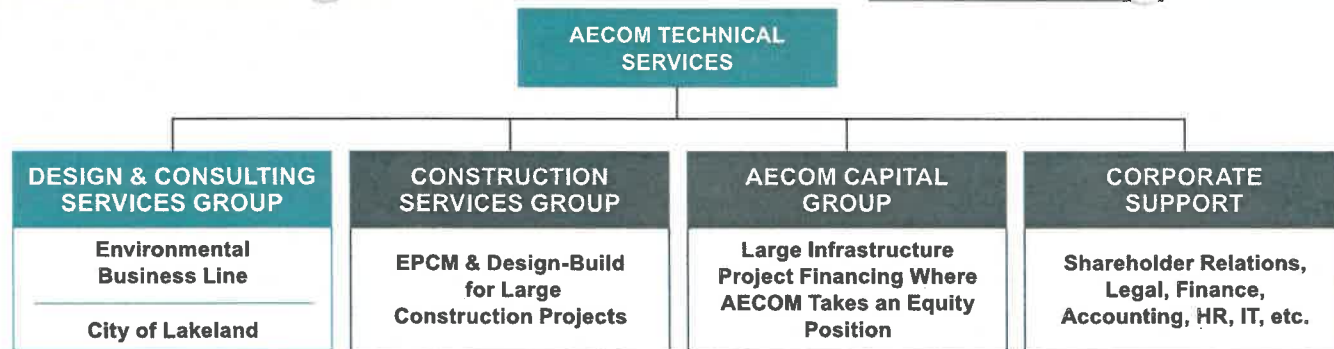 AECOM TECHNICAL
SERVICES
DESIGN & CONSULTING
SERVICES GROUP
Environmental
Business Line
City of Lakeland
CONSTRUCTION
SERVICES GROUP
EPCM & Design-Build
for Large
Construction Projects
AECOM CAPITAL
GROUP
Large Infrastructure
Project Financing Where
AECOM Takes an Equity
Position
CORPORATE
SUPPORT
Shareholder Relations,
Legal, Finance,
Accounting, HR, IT, etc.